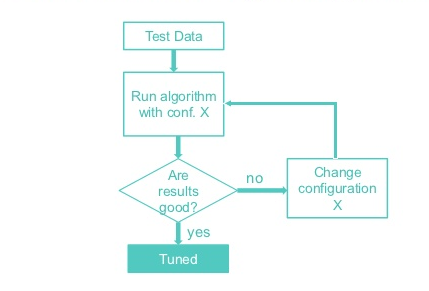 Test Data
Run algorithm
with conf. X
Are
results
good?
no
Change
configuration
X
yes
Tuned